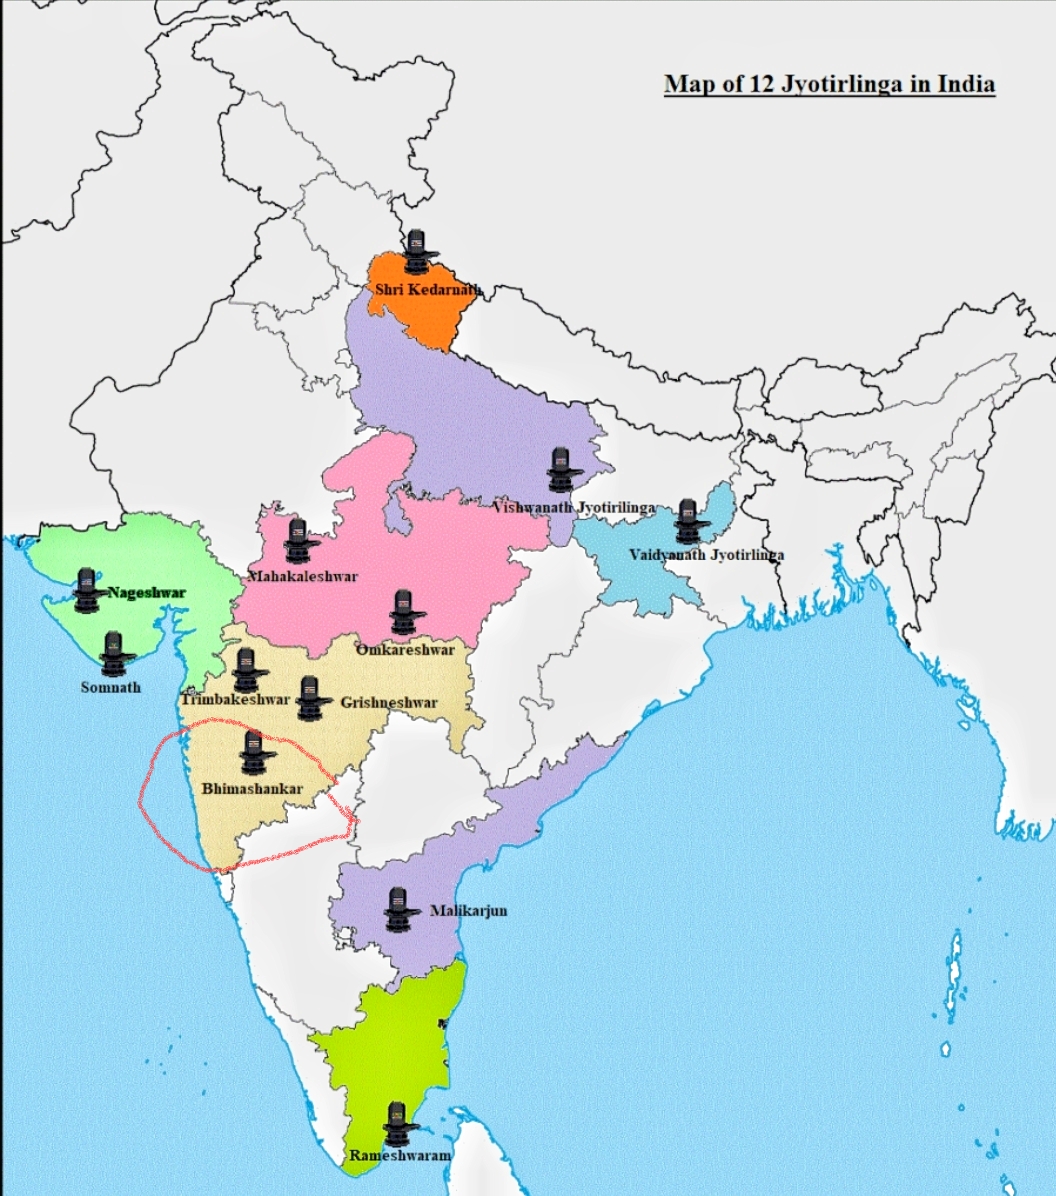 Map of 12 Jyotirlinga in India
Shri Kedarnath
Vishwanath Jyotirilinga
Vaidyanath Jyotirlinga
Mahakaleshwar
Nageshwar
Omkareshwar
Somnath
Trimbakeshwar
Grishneshwar
Bhimashankar
Malikarjun
Rameshwaram